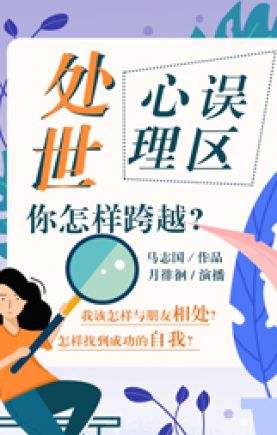 处世
心理误区
你怎样跨越？
马志国/作品
月徘徊/演播
我该怎样与朋友相处？
怎样找到成功的自我？